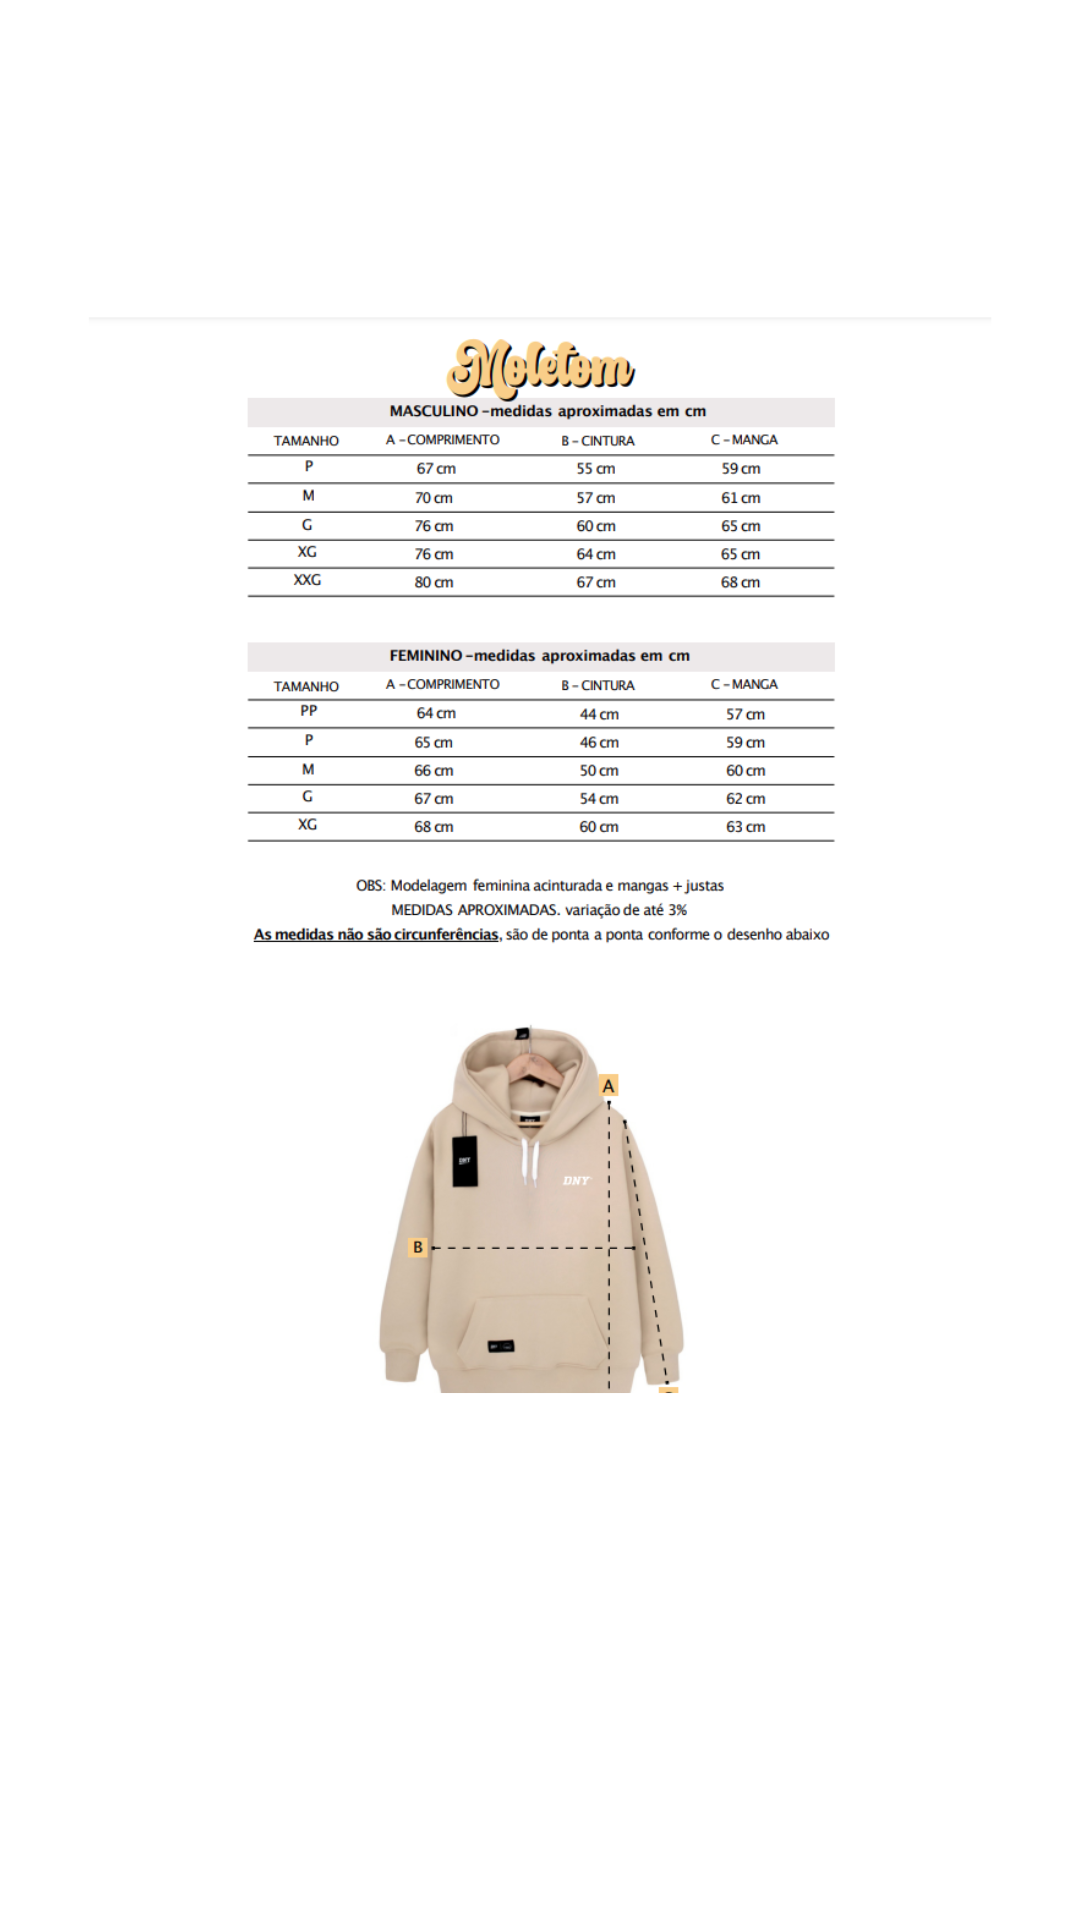 Moletom
MASCULINO -medidas aproximadas em cm
TAMANHO A - COMPRIMENTO B - CINTURA C - MANGA
P 67 cm 55 cm 59 cm
M 70 cm 57 cm 61 cm
G 76 cm 60 cm 65 cm
XG 76 cm 64 cm 65 cm
XXG 80 cm 67 cm 68 cm
FEMININO -medidas aproximadas em cm
TAMANHO A - COMPRIMENTO B - CINTURA C - MANGA
PP 64 cm 44 cm 57 cm
P 65 cm 46 cm 59 cm
M 66 cm 50 cm 60 cm
G 67 cm 54 cm 62 cm
XG 68 cm 60 cm 63 cm
OBS: Modelagem feminina acinturada e mangas + justas
MEDIDAS APROXIMADAS. variação de até 3%
As medidas não são circunferências, são de ponta a ponta conforme o desenho abaixo
A
DNY
DNY
B